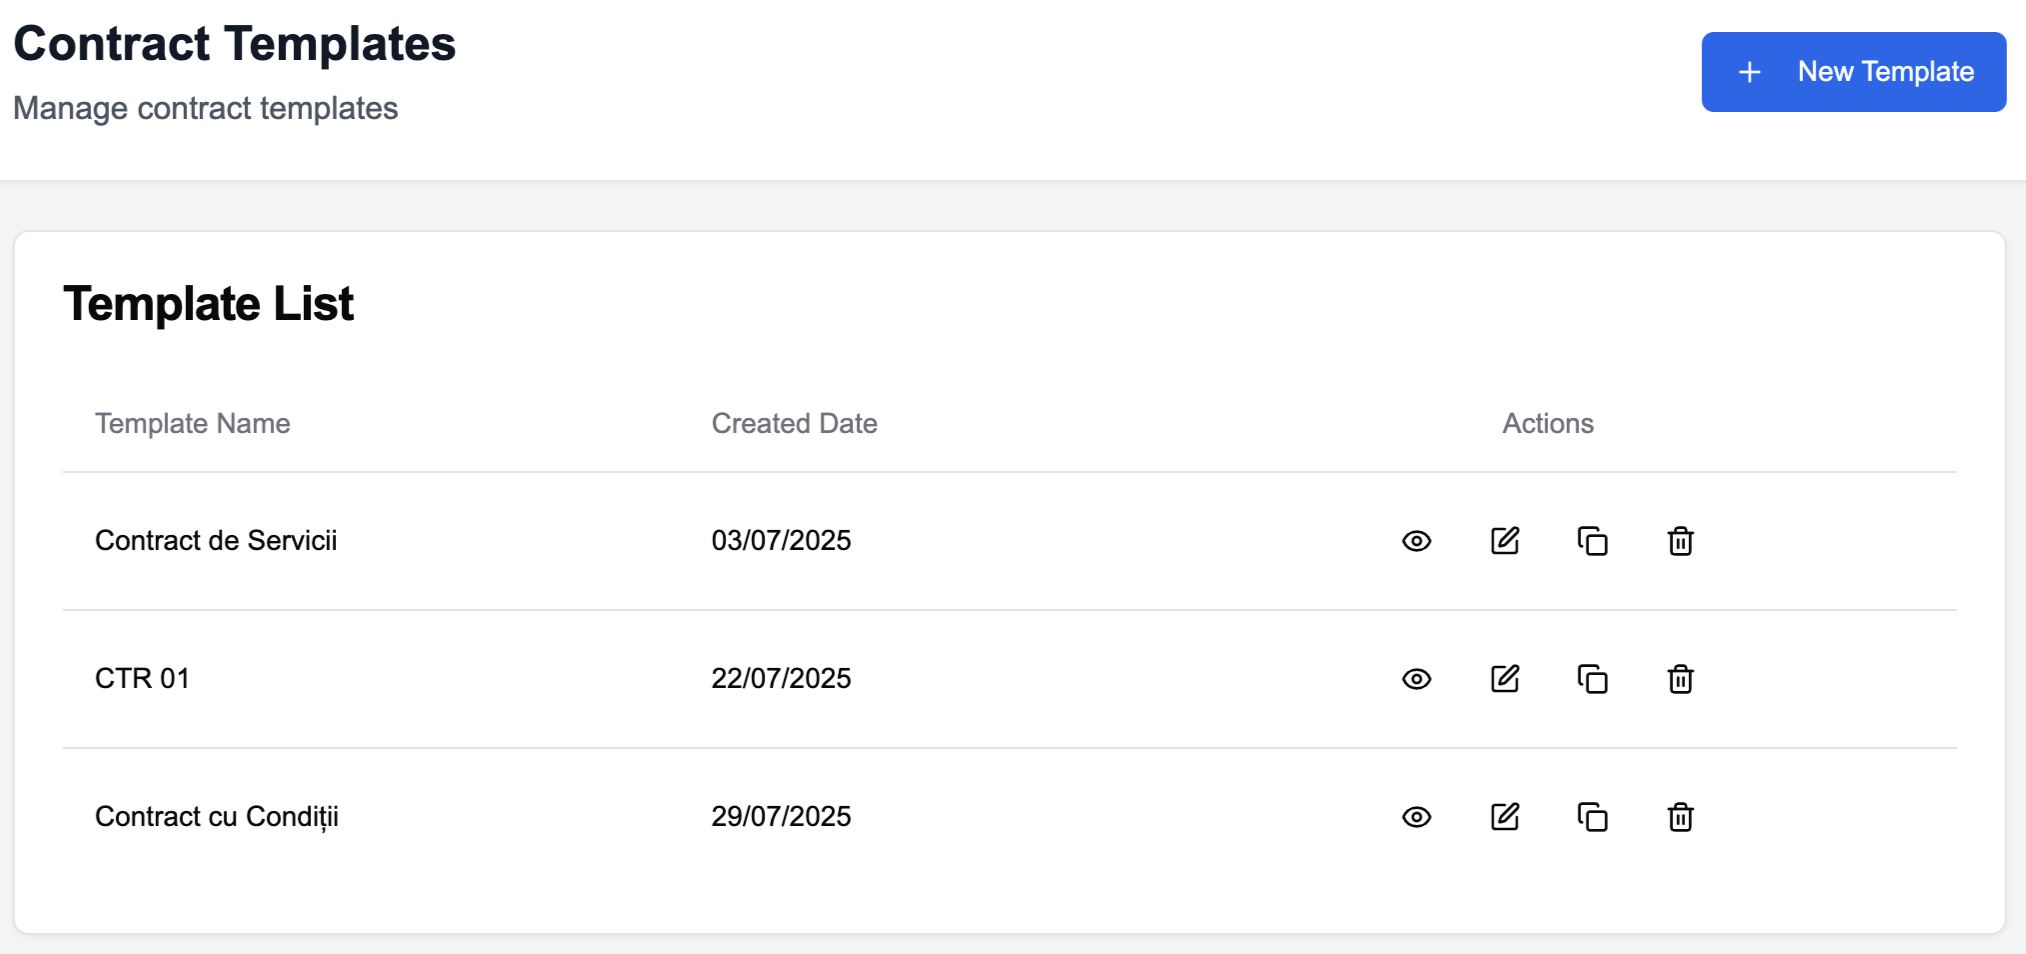 Contract Templates
Manage contract templates
+ New Template
Template List
Template Name Created Date Actions
Contract de Servicii 03/07/2025
CTR 01 22/07/2025
Contract cu Condiții 29/07/2025